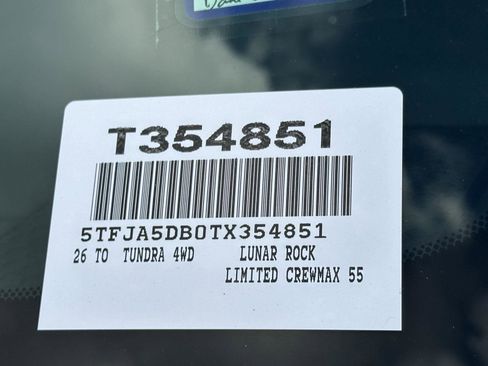 T354851
5TFJA5DB0TX354851
26 TO TUNDRA 4WD LUNAR ROCK
LIMITED CREWMAX 55